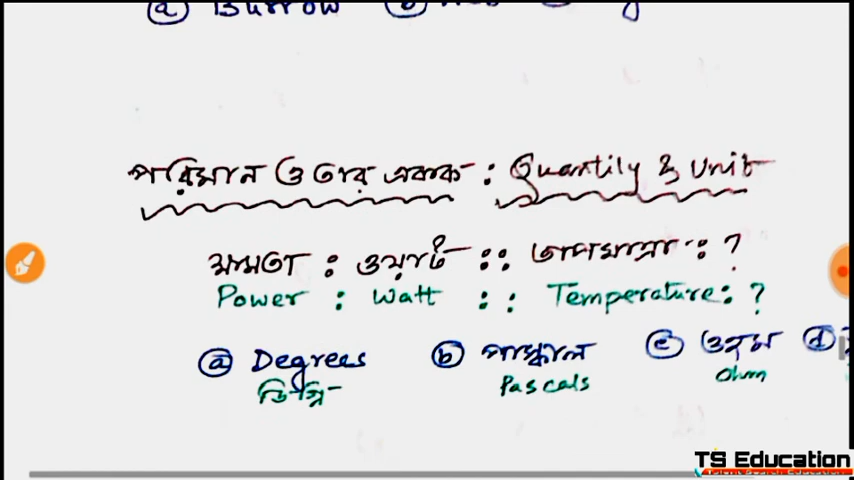 পরিমান ও তার একক : Quantity & Unit
ক্ষমতা : ওয়াট :: তাপমাত্রা : ?
Power : Watt :: Temperature : ?
ⓐ Degrees ⓑ পাস্কাল ⓒ ওহম ⓓ
ডিগ্রি Pascals Ohm
TS Education